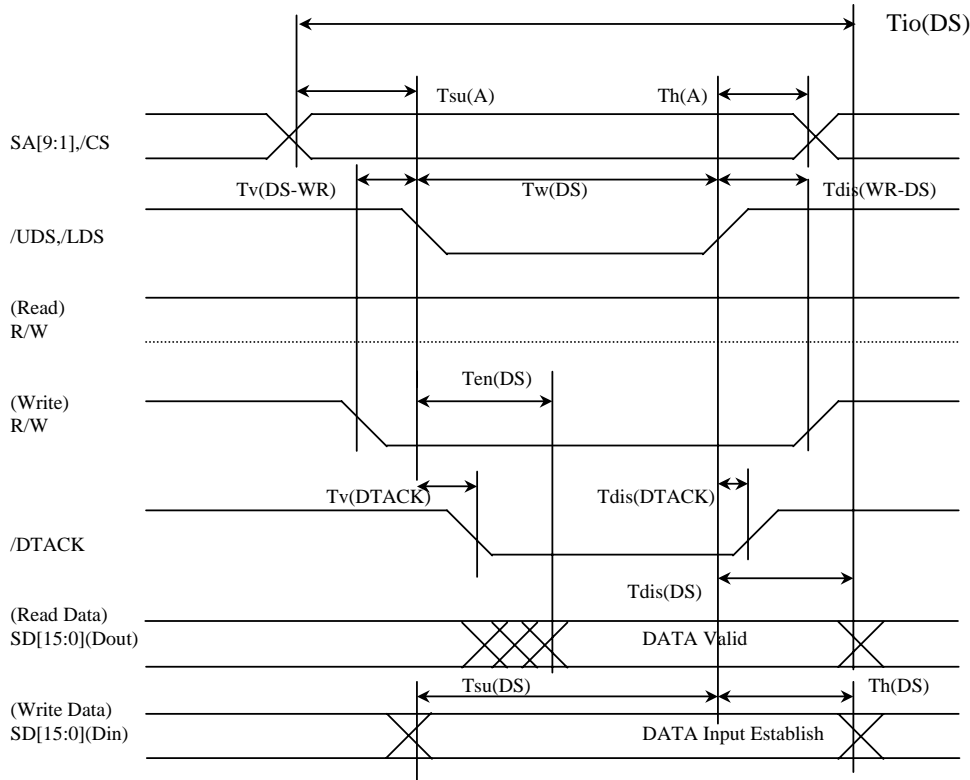 Tio(DS)
Tsu(A)
Th(A)
SA[9:1],/CS
Tv(DS-WR)
Tw(DS)
Tdis(WR-DS)
/UDS,/LDS
(Read)
R/W
Ten(DS)
(Write)
R/W
Tv(DTACK)
Tdis(DTACK)
/DTACK
Tdis(DS)
(Read Data)
SD[15:0](Dout)
DATA Valid
Tsu(DS)
Th(DS)
(Write Data)
SD[15:0](Din)
DATA Input Establish